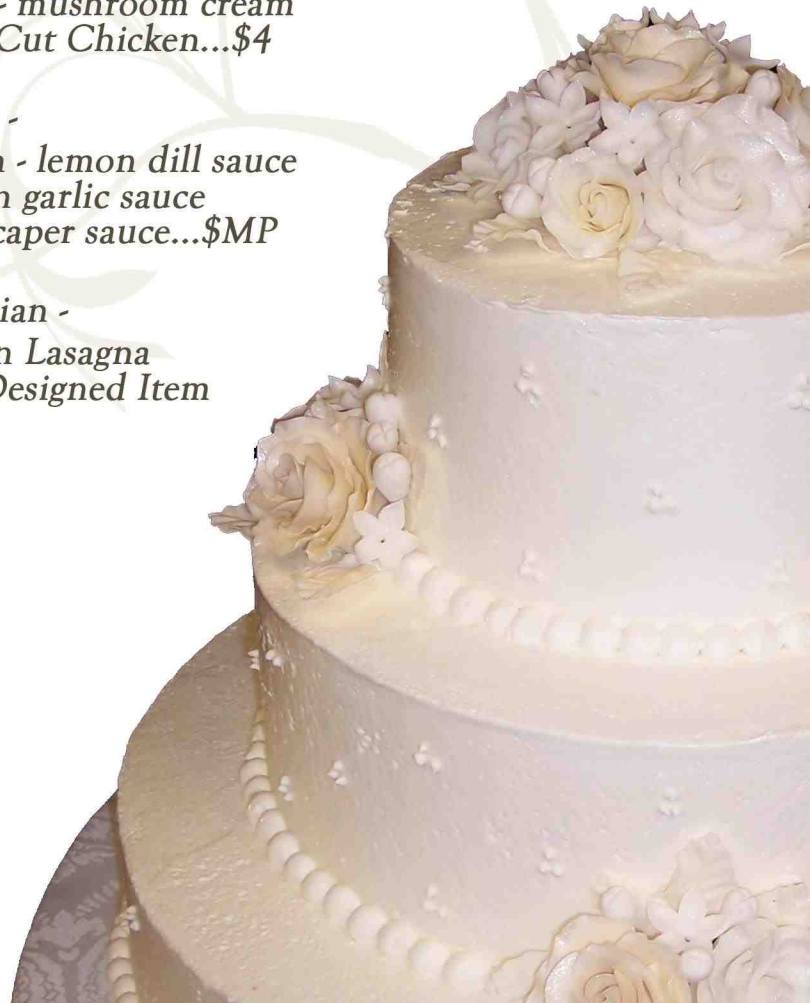 - mushroom cream
Cut Chicken...$4
-
- lemon dill sauce
garlic sauce
caper sauce...$MP
ian -
n Lasagna
Designed Item